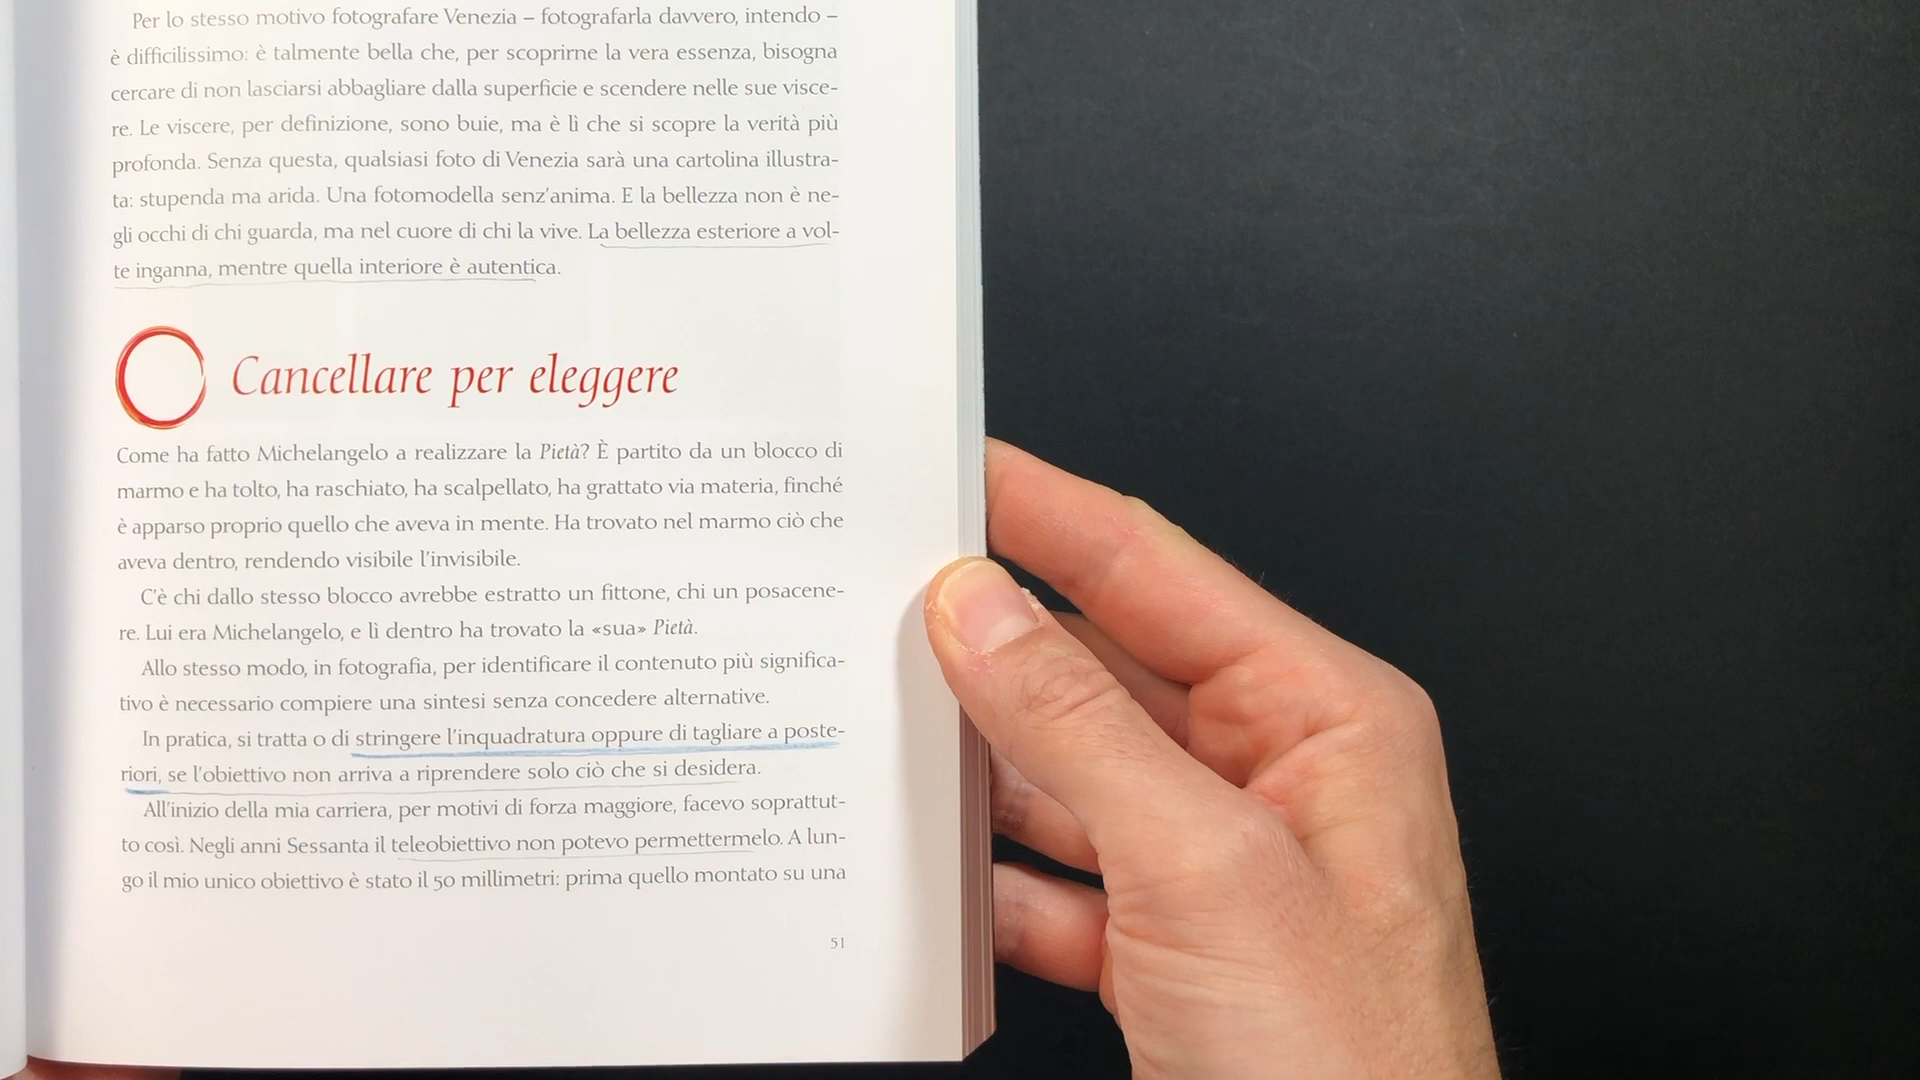 Per lo stesso motivo fotografare Venezia – fotografarla davvero, intendo –
è difficilissimo: è talmente bella che, per scoprirne la vera essenza, bisogna
cercare di non lasciarsi abbagliare dalla superficie e scendere nelle sue visce-
re. Le viscere, per definizione, sono buie, ma è lì che si scopre la verità più
profonda. Senza questa, qualsiasi foto di Venezia sarà una cartolina illustra-
ta: stupenda ma arida. Una fotomodella senz'anima. E la bellezza non è ne-
gli occhi di chi guarda, ma nel cuore di chi la vive. La bellezza esteriore a vol-
te inganna, mentre quella interiore è autentica.
Cancellare per eleggere
Come ha fatto Michelangelo a realizzare la Pietà? È partito da un blocco di
marmo e ha tolto, ha raschiato, ha scalpellato, ha grattato via materia, finché
è apparso proprio quello che aveva in mente. Ha trovato nel marmo ciò che
aveva dentro, rendendo visibile l'invisibile.
C'è chi dallo stesso blocco avrebbe estratto un fittone, chi un posacene-
re. Lui era Michelangelo, e lì dentro ha trovato la «sua» Pietà.
Allo stesso modo, in fotografia, per identificare il contenuto più significa-
tivo è necessario compiere una sintesi senza concedere alternative.
In pratica, si tratta o di stringere l'inquadratura oppure di tagliare a poste-
riori, se l'obiettivo non arriva a riprendere solo ciò che si desidera.
All'inizio della mia carriera, per motivi di forza maggiore, facevo soprattut-
to così. Negli anni Sessanta il teleobiettivo non potevo permettermelo. A lun-
go il mio unico obiettivo è stato il 50 millimetri: prima quello montato su una
51